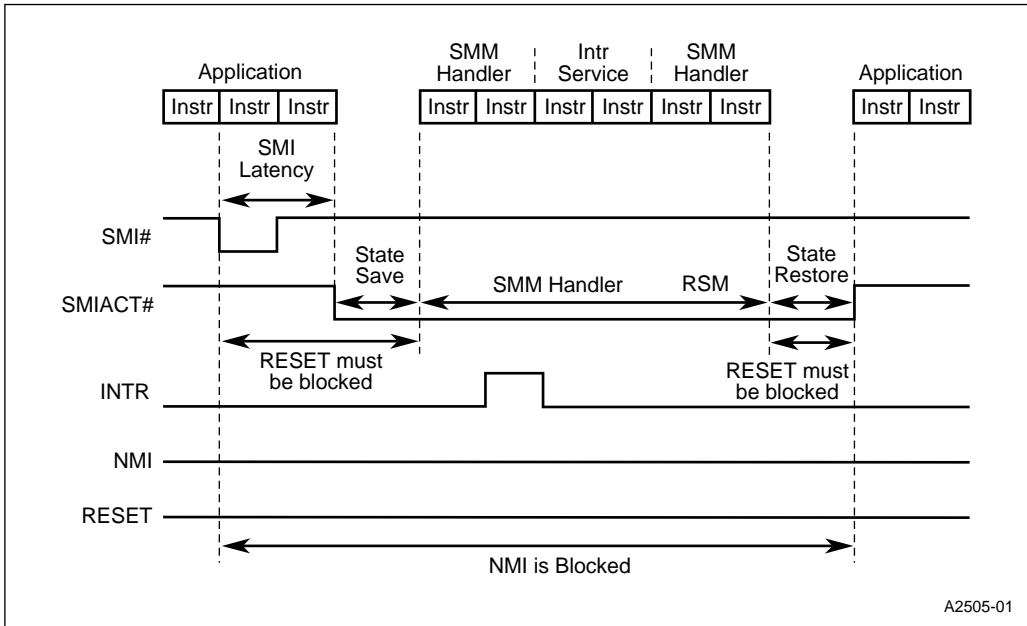 Application
SMM Handler
Intr Service
SMM Handler
Application
Instr Instr Instr
Instr Instr Instr Instr Instr Instr
Instr Instr
SMI
Latency
SMI#
State
Save
State
Restore
SMM Handler
RSM
SMIACT#
RESET must
be blocked
RESET must
be blocked
INTR
NMI
RESET
NMI is Blocked
A2505-01